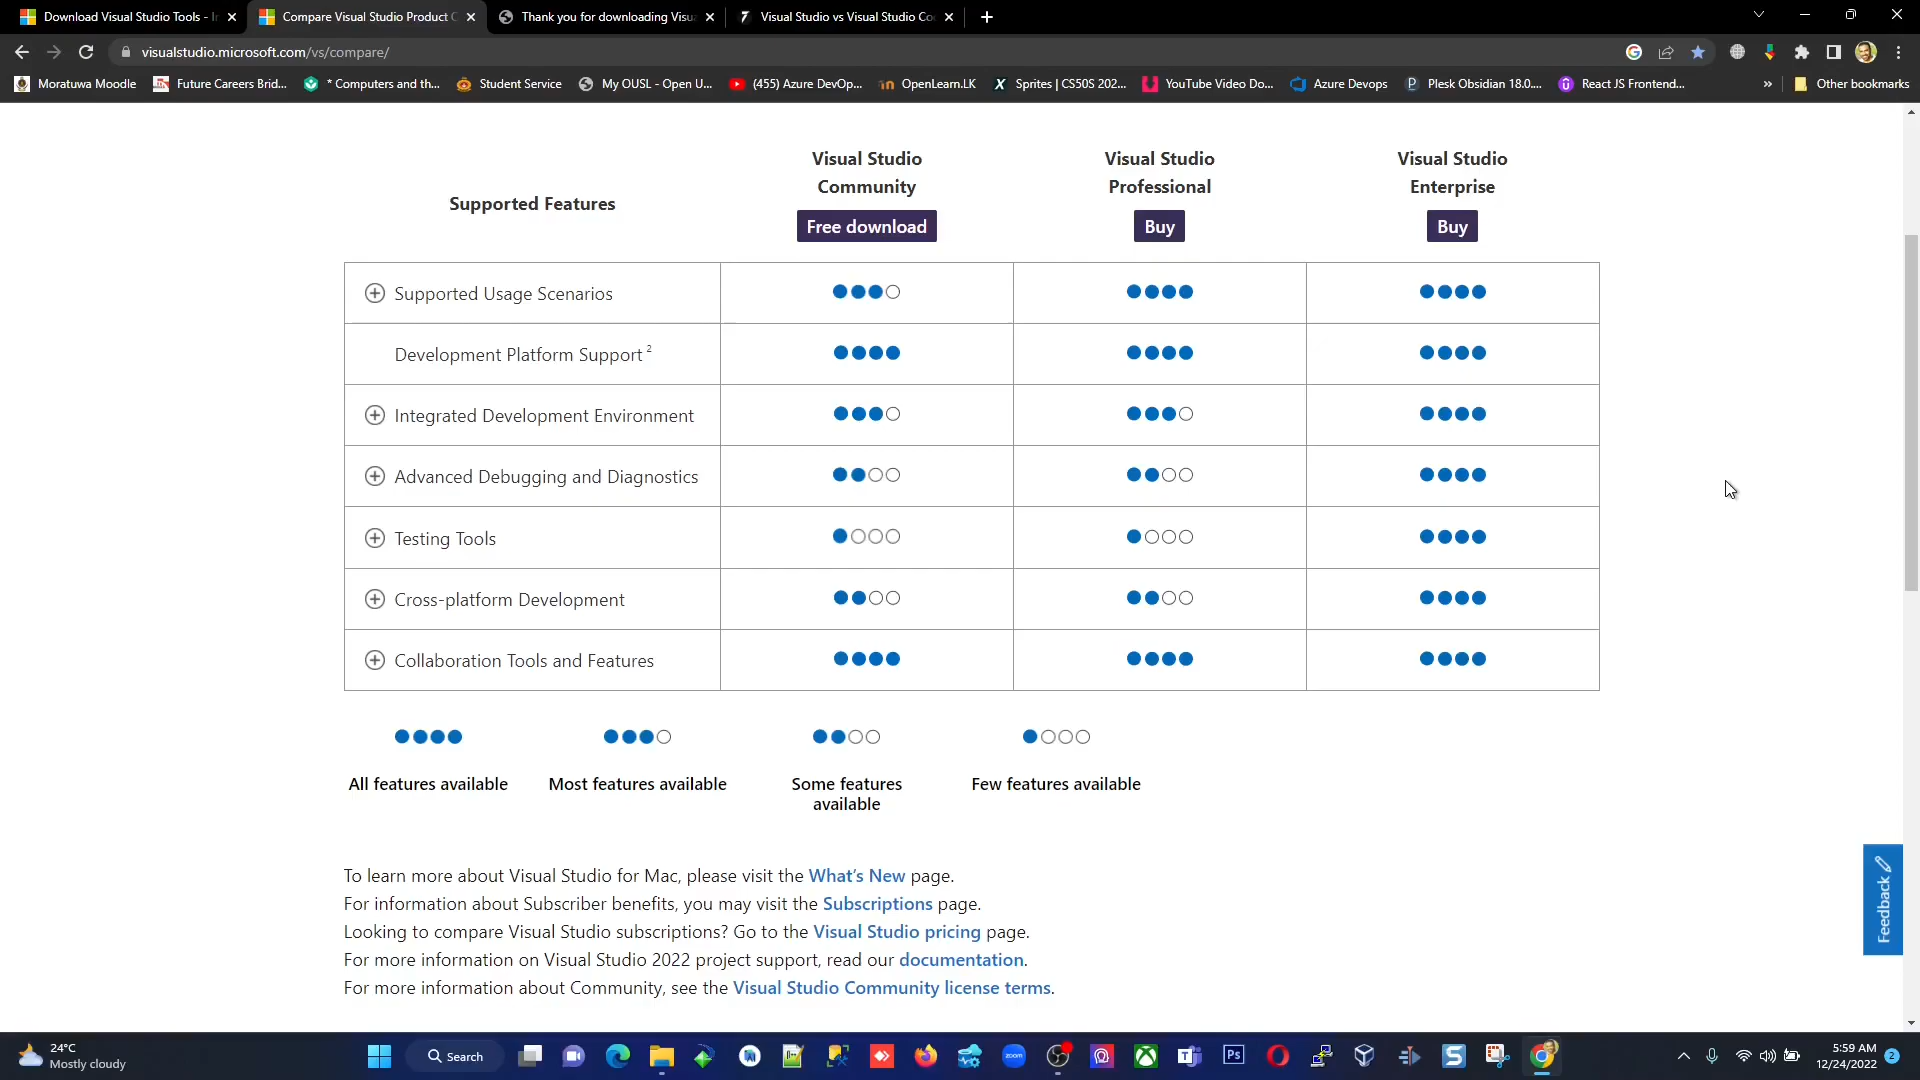 Download Visual Studio Tools - I
Compare Visual Studio Product
Thank you for downloading Visu
Visual Studio vs Visual Studio Co
visualstudio.microsoft.com/vs/compare/
Moratuwa Moodle
Future Careers Brid...
* Computers and th...
Student Service
My OUSL - Open U...
(455) Azure DevOp...
OpenLearn.LK
Sprites | CS50S 202...
YouTube Video Do...
Azure Devops
Plesk Obsidian 18.0....
React JS Frontend...
»
Other bookmarks
Supported Features
Visual Studio
Community
Free download
Visual Studio
Professional
Buy
Visual Studio
Enterprise
Buy
Supported Usage Scenarios
Development Platform Support 2
Integrated Development Environment
Advanced Debugging and Diagnostics
Testing Tools
Cross-platform Development
Collaboration Tools and Features
All features available
Most features available
Some features
available
Few features available
To learn more about Visual Studio for Mac, please visit the What's New page.
For information about Subscriber benefits, you may visit the Subscriptions page.
Looking to compare Visual Studio subscriptions? Go to the Visual Studio pricing page.
For more information on Visual Studio 2022 project support, read our documentation.
For more information about Community, see the Visual Studio Community license terms.
Feedback
24°C
Mostly cloudy
Search
zoom
Ps
5:59 AM
12/24/2022
2